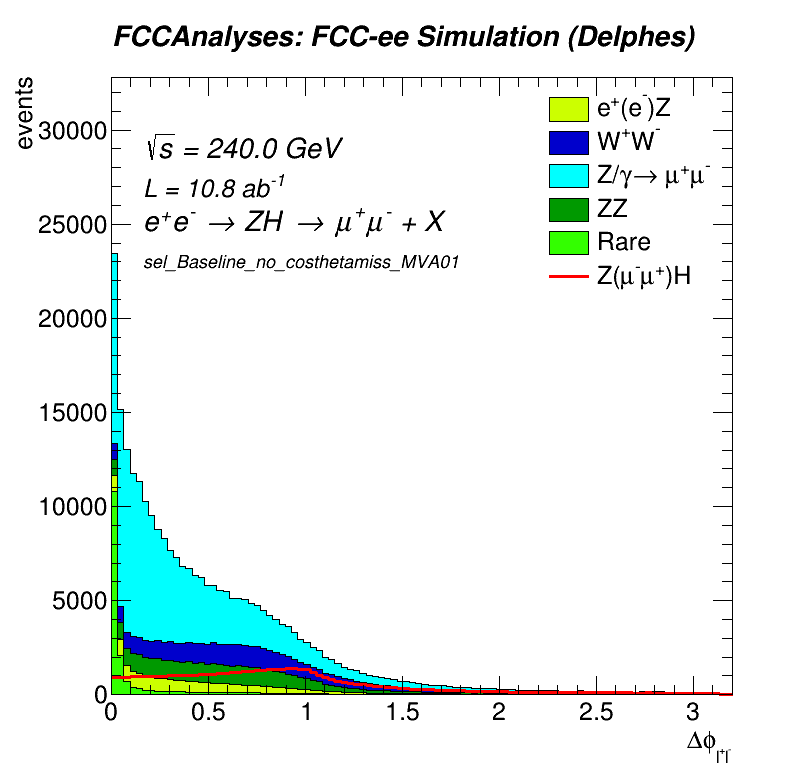 FCCAnalyses: FCC-ee Simulation (Delphes)
events
30000
25000
20000
15000
10000
5000
0
√s = 240.0 GeV
L = 10.8 ab⁻¹
e⁺e⁻ → ZH → μ⁺μ⁻ + X
sel_Baseline_no_costhetamiss_MVA01
e⁺(e⁻)Z
W⁺W⁻
Z/γ→ μ⁺μ⁻
ZZ
Rare
Z(μ⁻μ⁺)H
0 0.5 1 1.5 2 2.5 3
Δϕ_l⁺l⁻